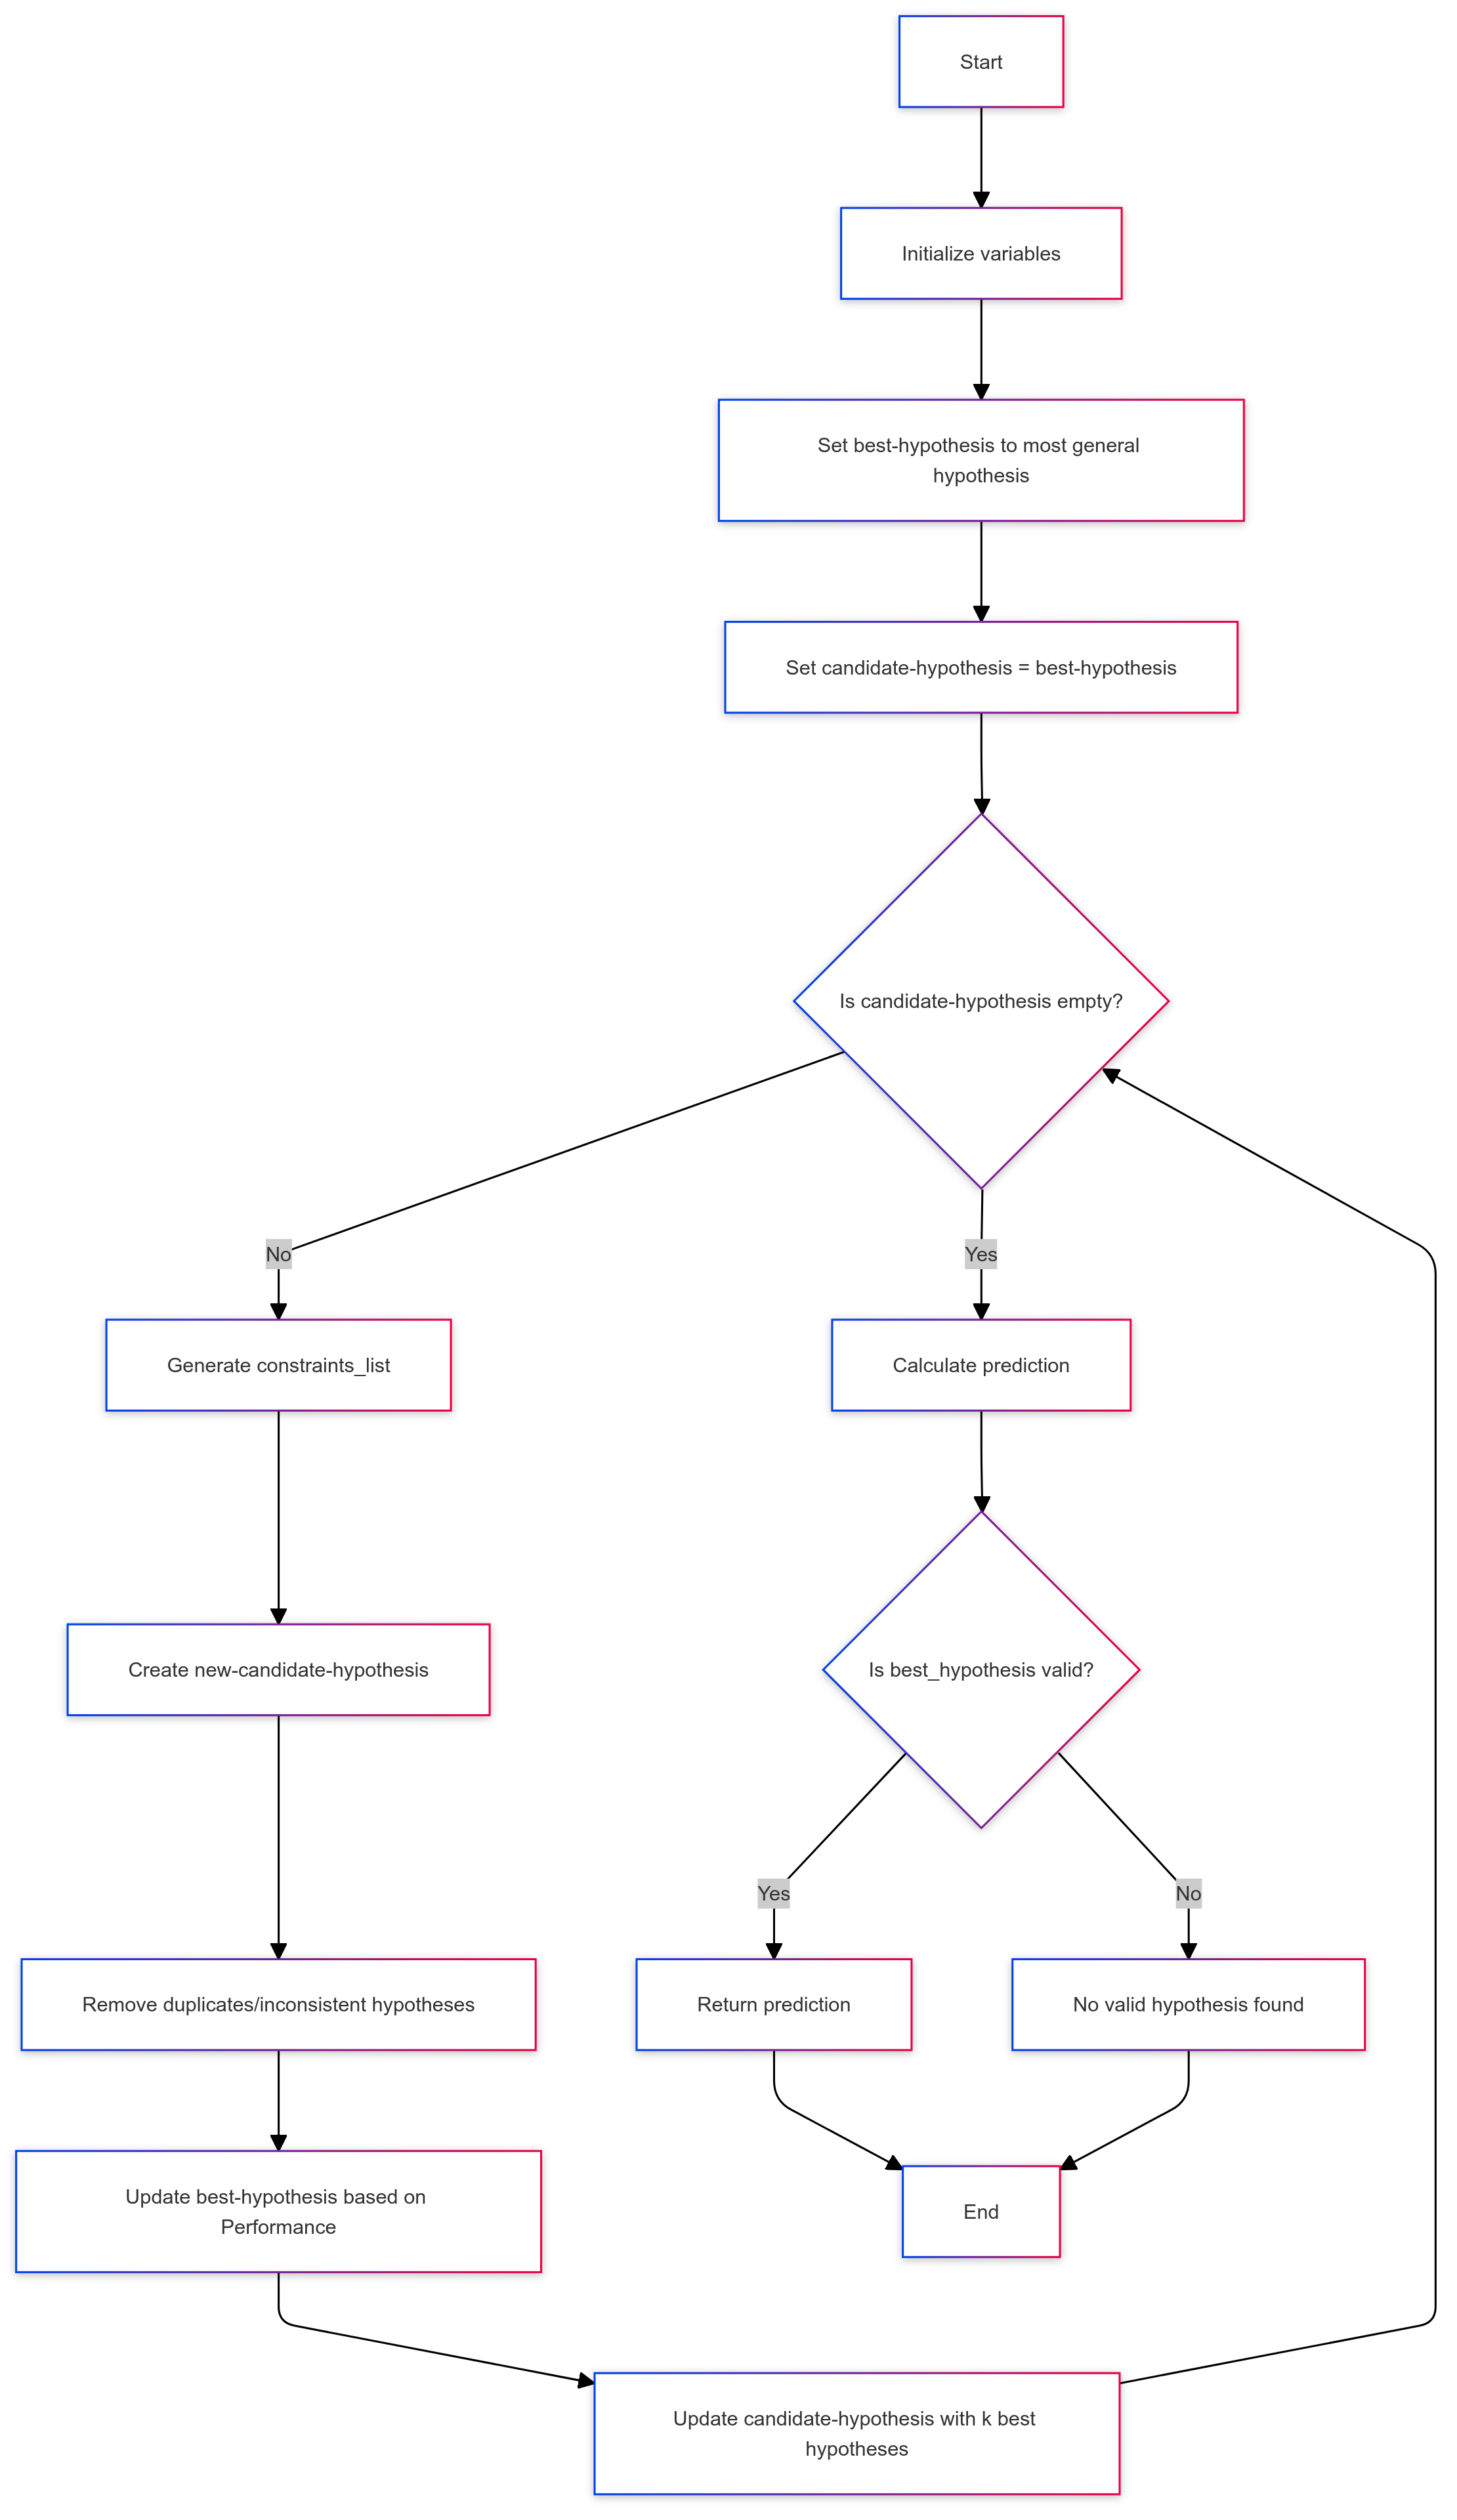 Start
Initialize variables
Set best-hypothesis to most general
hypothesis
Set candidate-hypothesis = best-hypothesis
Is candidate-hypothesis empty?
No
Yes
Generate constraints_list
Calculate prediction
Create new-candidate-hypothesis
Is best_hypothesis valid?
Yes
No
Remove duplicates/inconsistent hypotheses
Return prediction
No valid hypothesis found
Update best-hypothesis based on
Performance
End
Update candidate-hypothesis with k best
hypotheses